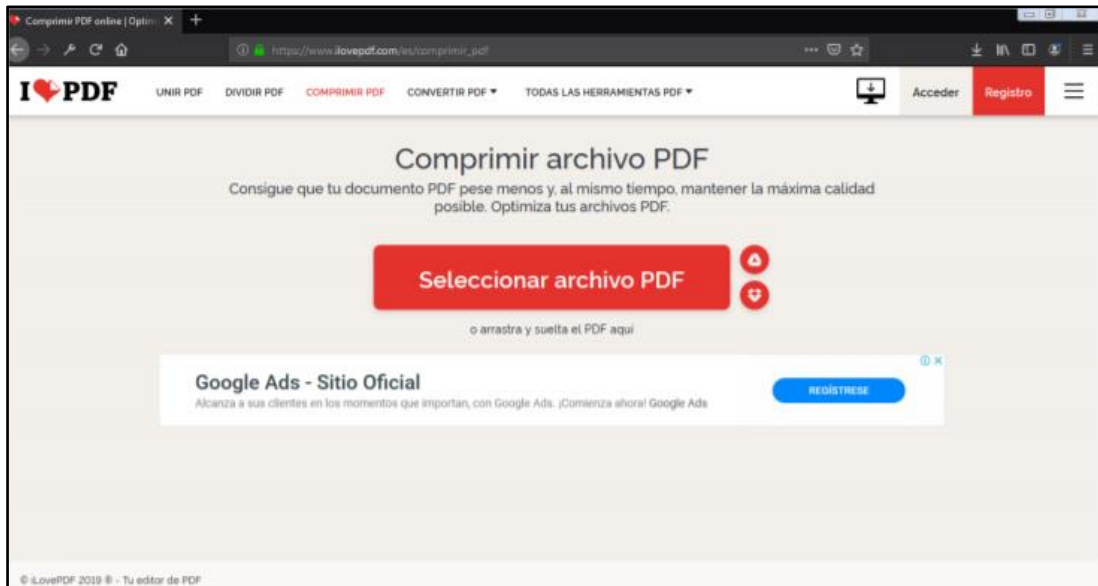 Comprimir PDF online | Optim
https://www.ilovepdf.com/es/comprimir_pdf
I PDF
UNIR PDF
DIVIDIR PDF
COMPRIMIR PDF
CONVERTIR PDF
TODAS LAS HERRAMIENTAS PDF
Acceder
Registro
Comprimir archivo PDF
Consigue que tu documento PDF pese menos y, al mismo tiempo, mantener la máxima calidad
posible. Optimiza tus archivos PDF.
Seleccionar archivo PDF
o arrastra y suelta el PDF aquí
Google Ads - Sitio Oficial
Alcanza a sus clientes en los momentos que importan, con Google Ads. ¡Comienza ahora! Google Ads
REGÍSTRESE
© iLovePDF 2019 ® - Tu editor de PDF